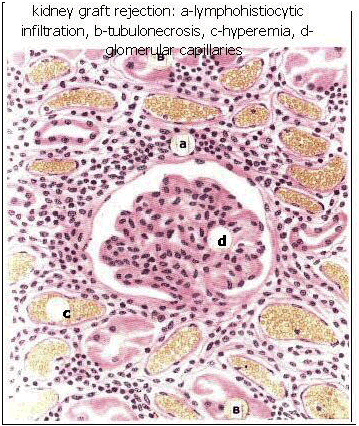 kidney graft rejection: a-lymphohistiocytic
infiltration, b-tubulonecrosis, c-hyperemia, d-
glomerular capillaries
B
a
d
c
B